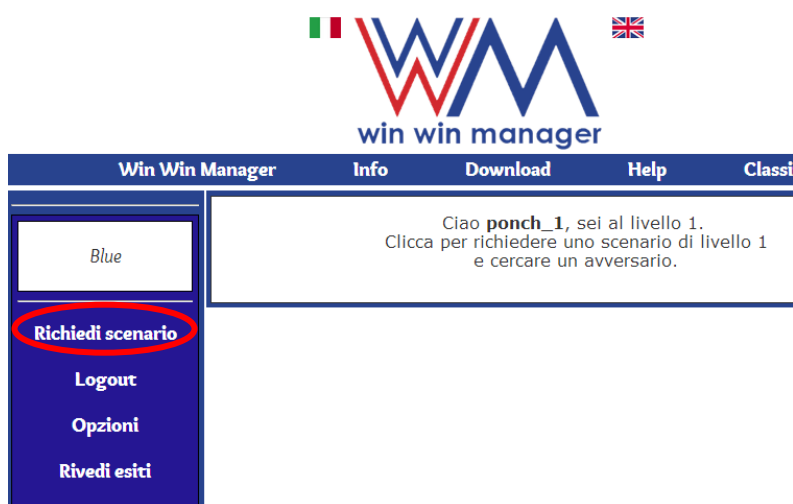 win win manager
Win Win Manager Info Download Help Classi
Blue
Ciao ponch_1, sei al livello 1.
Clicca per richiedere uno scenario di livello 1
e cercare un avversario.
Richiedi scenario
Logout
Opzioni
Rivedi esiti